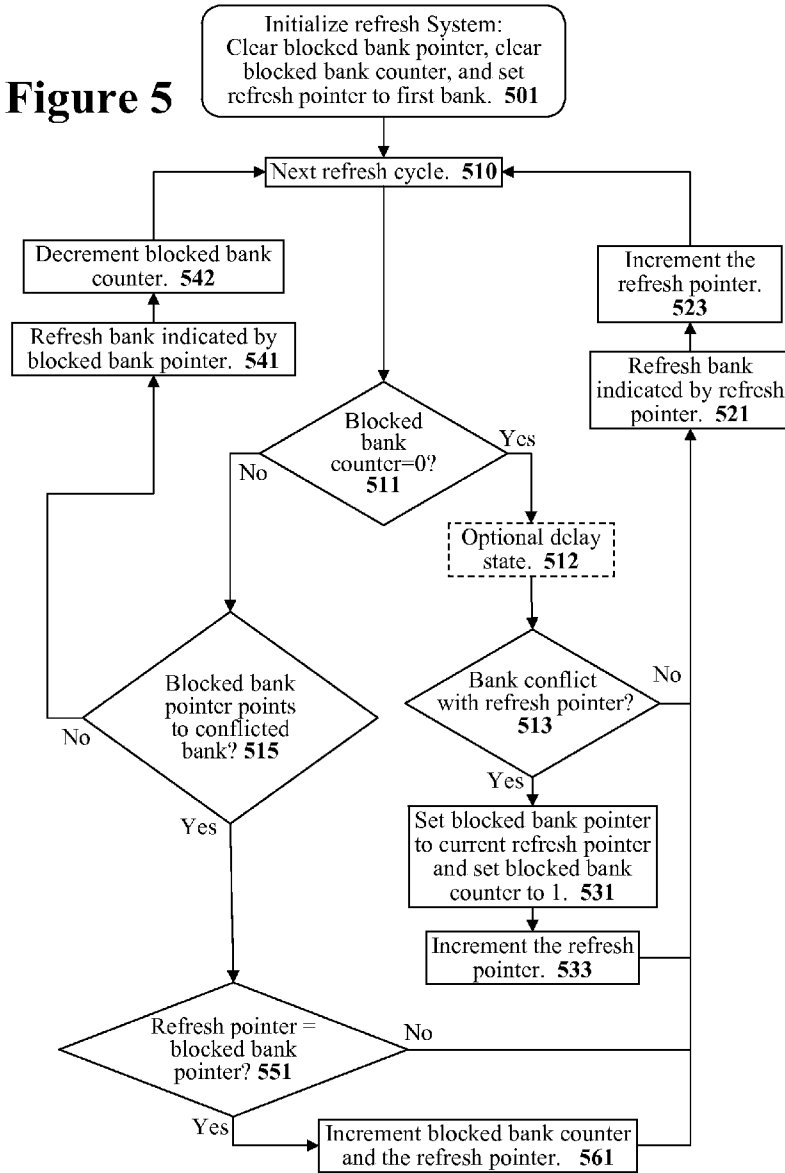 Figure 5
Initialize refresh System:
Clear blocked bank pointer, clear
blocked bank counter, and set
refresh pointer to first bank. 501
Next refresh cycle. 510
Decrement blocked bank
counter. 542
Refresh bank indicated by
blocked bank pointer. 541
Increment the
refresh pointer.
523
Refresh bank
indicated by refresh
pointer. 521
Blocked
bank
counter=0?
511
No
Yes
Optional delay
state. 512
Blocked bank
pointer points
to conflicted
bank? 515
No
Yes
Bank conflict
with refresh pointer?
513
No
Yes
Set blocked bank pointer
to current refresh pointer
and set blocked bank
counter to 1. 531
Increment the refresh
pointer. 533
Refresh pointer =
blocked bank
pointer? 551
No
Yes
Increment blocked bank counter
and the refresh pointer. 561